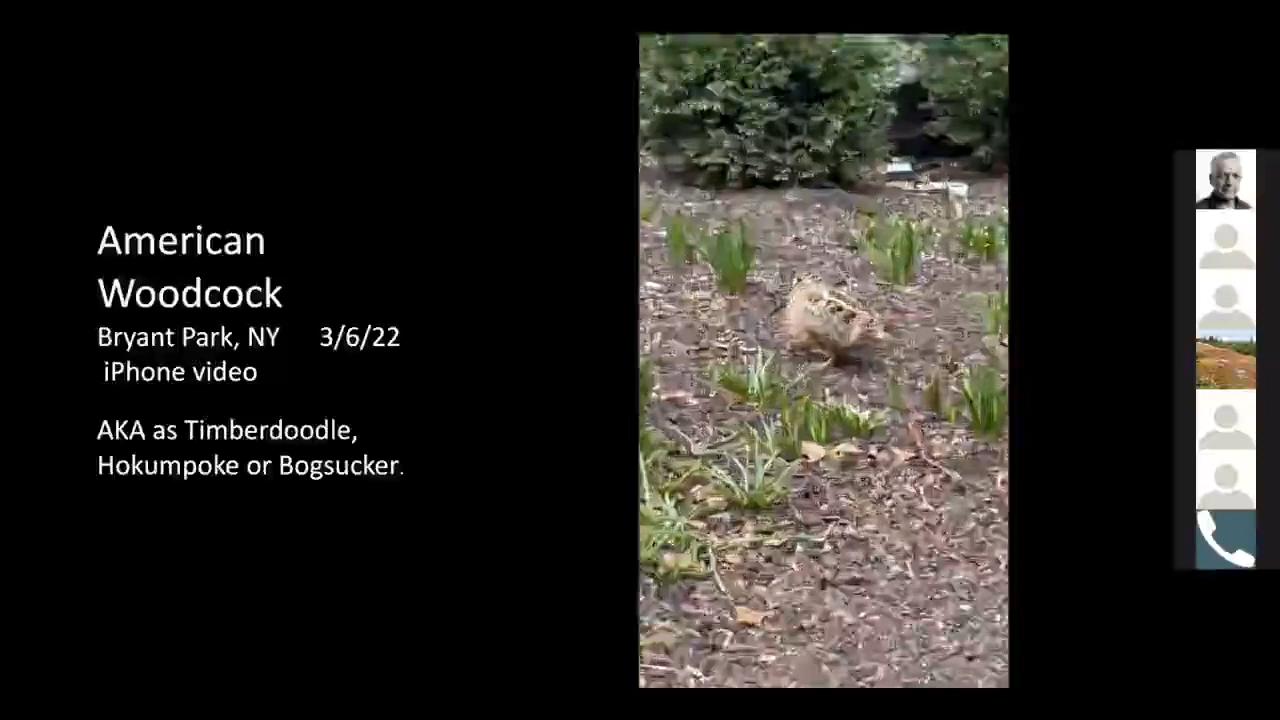 American
Woodcock
Bryant Park, NY 3/6/22
iPhone video
AKA as Timberdoodle,
Hokumpoke or Bogsucker.